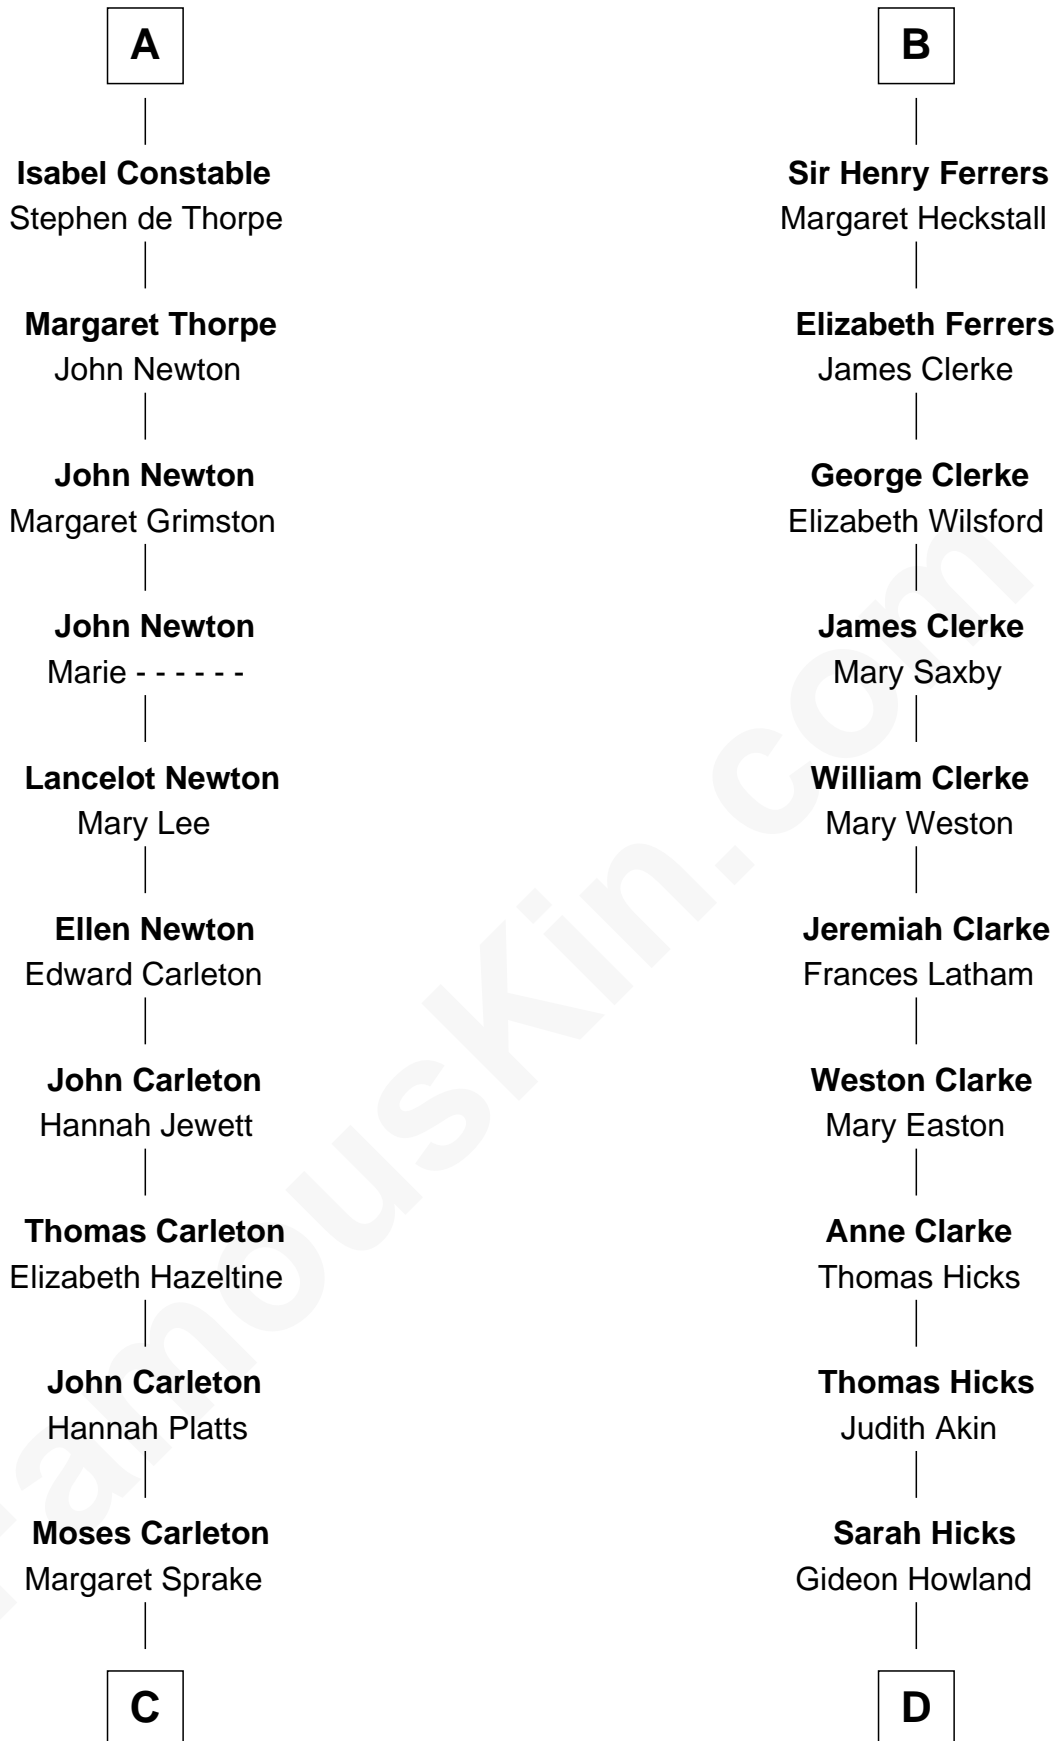 A
Isabel Constable
Stephen de Thorpe
Margaret Thorpe
John Newton
John Newton
Margaret Grimston
John Newton
Marie - - - - - -
Lancelot Newton
Mary Lee
Ellen Newton
Edward Carleton
John Carleton
Hannah Jewett
Thomas Carleton
Elizabeth Hazeltine
John Carleton
Hannah Platts
Moses Carleton
Margaret Sprake
C
B
Sir Henry Ferrers
Margaret Heckstall
Elizabeth Ferrers
James Clerke
George Clerke
Elizabeth Wilsford
James Clerke
Mary Saxby
William Clerke
Mary Weston
Jeremiah Clarke
Frances Latham
Weston Clarke
Mary Easton
Anne Clarke
Thomas Hicks
Thomas Hicks
Judith Akin
Sarah Hicks
Gideon Howland
D
FamousKin.com